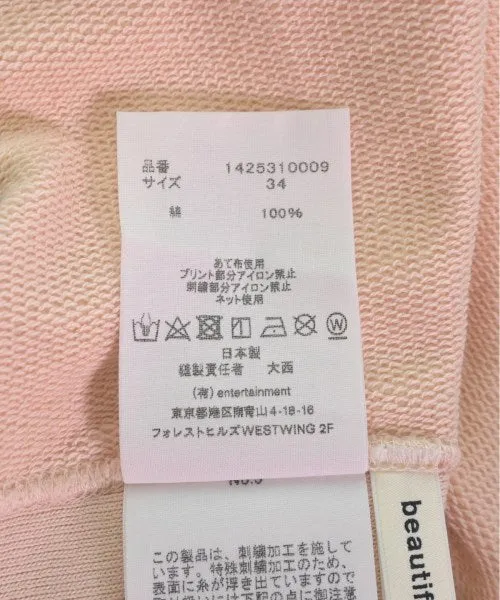 品番 1425310009
サイズ 34
綿 100%
あて布使用
プリント部分アイロン禁止
刺繍部分アイロン禁止
ネット使用
W
日本製
縫製責任者 大西
(有) entertainment
東京都港区南青山4-18-16
フォレストヒルズWESTWING 2F
この製品は、刺繍加工を施して
います。特殊刺繍加工のため、
表面に糸が浮き出ていますので
beautif